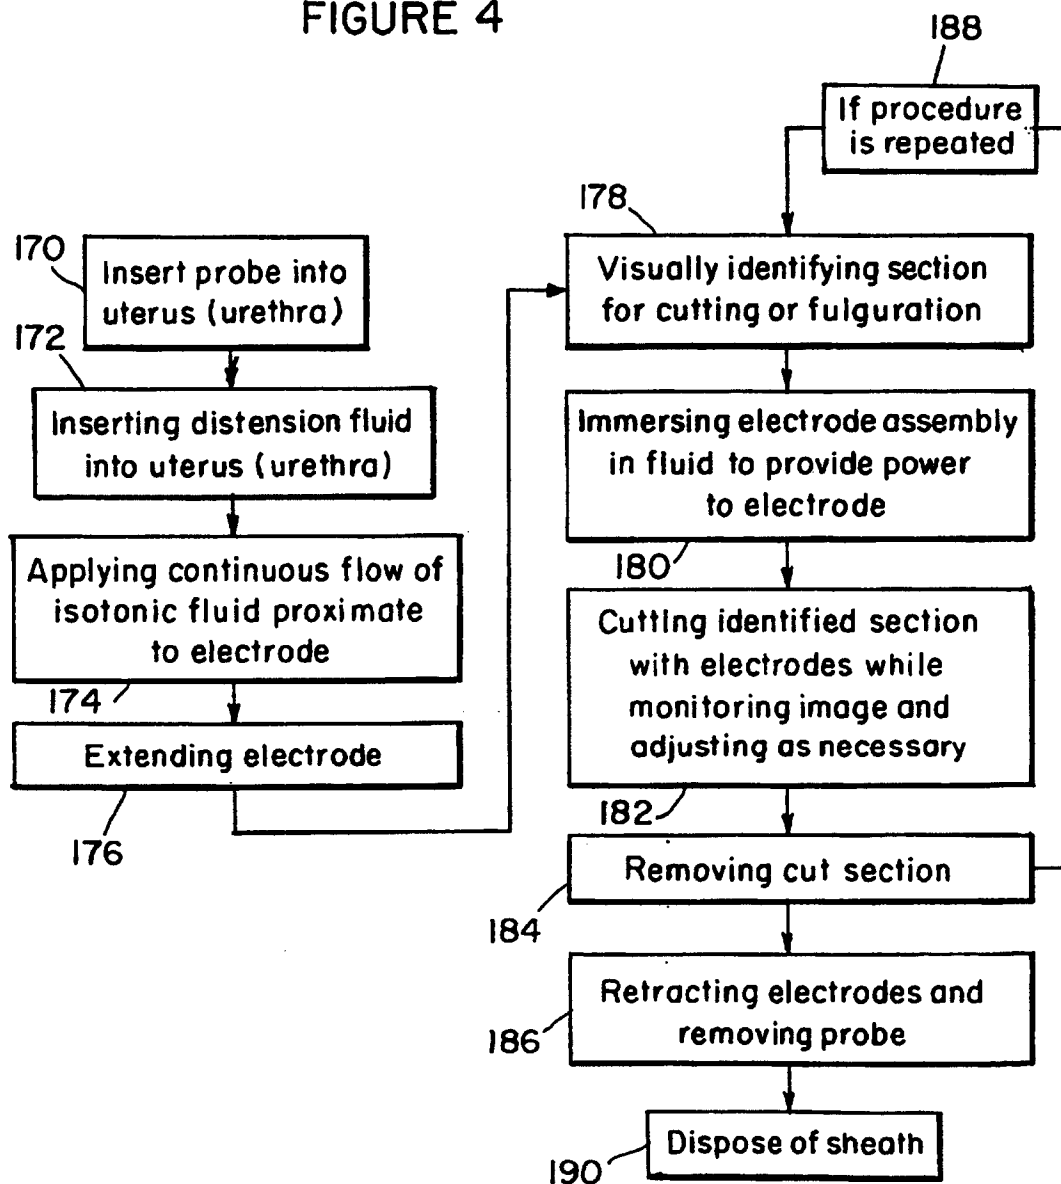 FIGURE 4
170
Insert probe into
uterus (urethra)
172
Inserting distension fluid
into uterus (urethra)
Applying continuous flow of
isotonic fluid proximate
to electrode
174
Extending electrode
176
188
If procedure
is repeated
178
Visually identifying section
for cutting or fulguration
Immersing electrode assembly
in fluid to provide power
to electrode
180
Cutting identified section
with electrodes while
monitoring image and
adjusting as necessary
182
Removing cut section
184
Retracting electrodes and
removing probe
186
Dispose of sheath
190